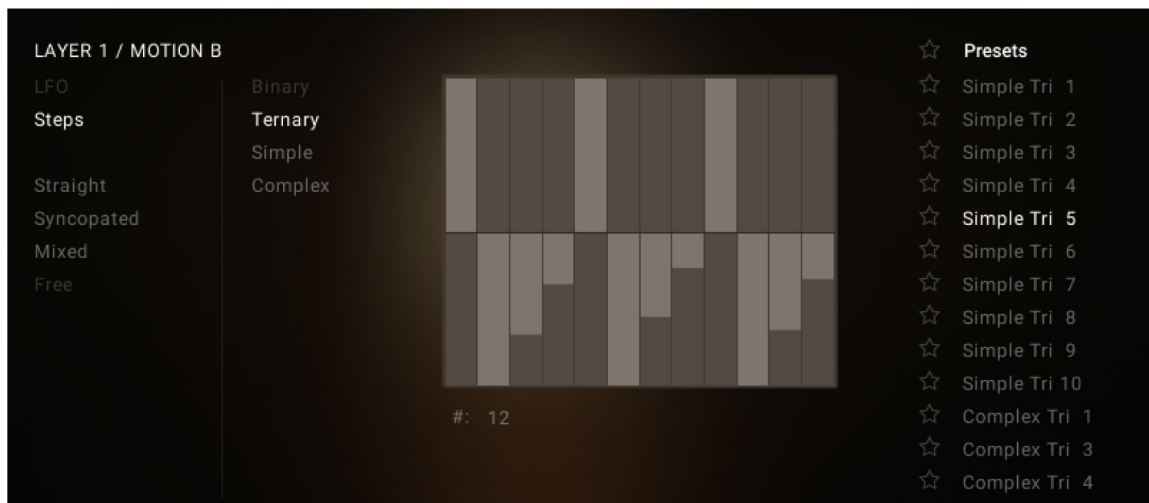 LAYER 1 / MOTION B
LFO
Steps
Straight
Syncopated
Mixed
Free
Binary
Ternary
Simple
Complex
#: 12
Presets
Simple Tri 1
Simple Tri 2
Simple Tri 3
Simple Tri 4
Simple Tri 5
Simple Tri 6
Simple Tri 7
Simple Tri 8
Simple Tri 9
Simple Tri 10
Complex Tri 1
Complex Tri 3
Complex Tri 4